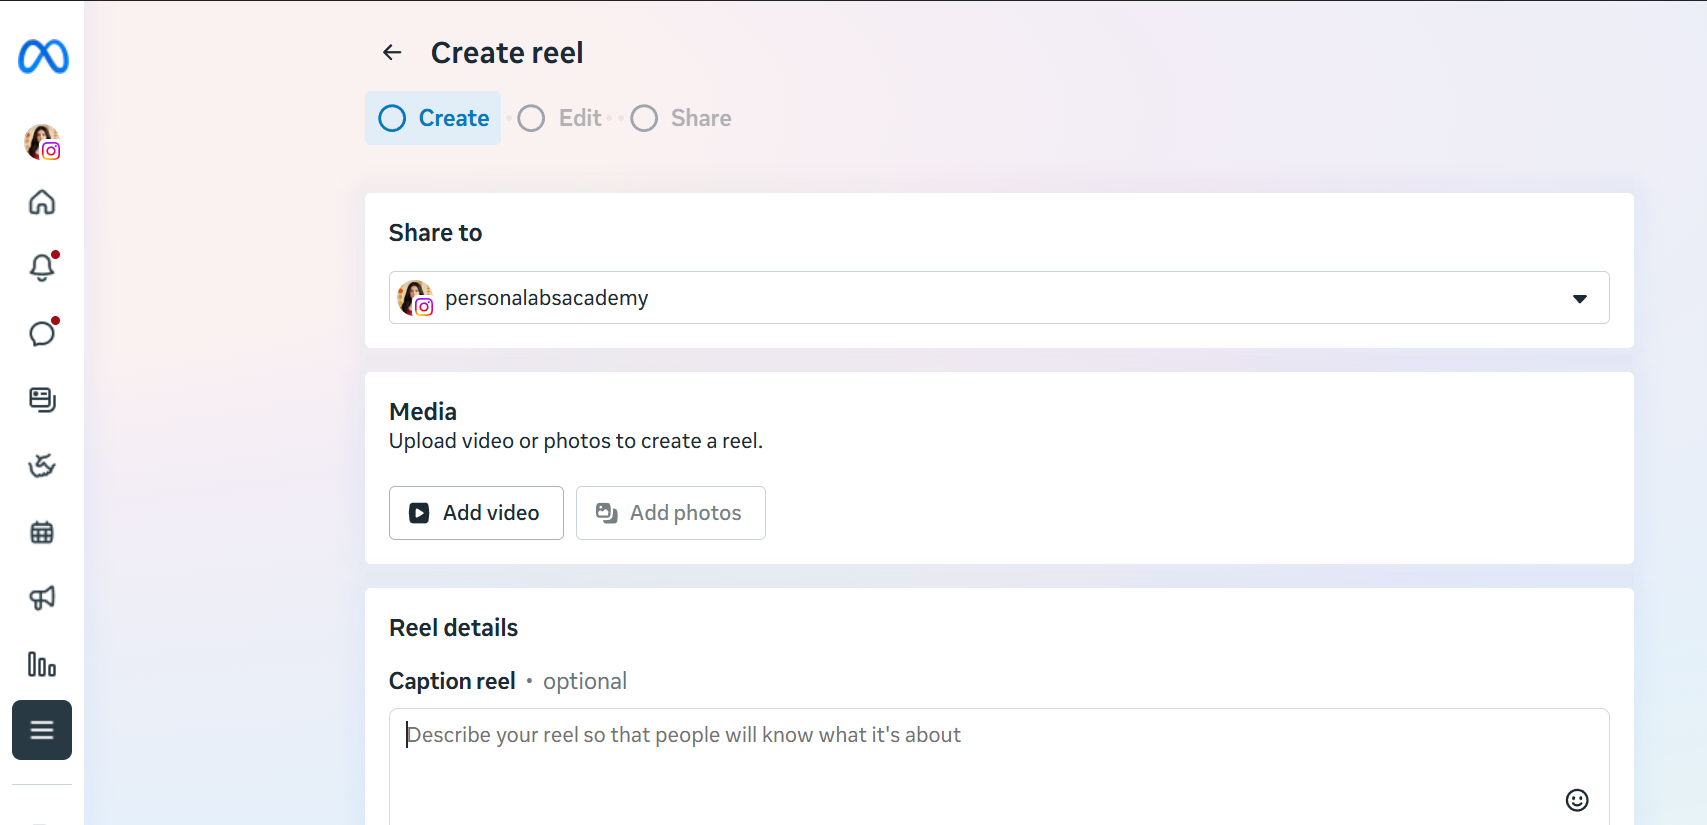 Create reel
Create Edit Share
Share to
personalabsacademy
Media
Upload video or photos to create a reel.
Add video Add photos
Reel details
Caption reel • optional
Describe your reel so that people will know what it's about